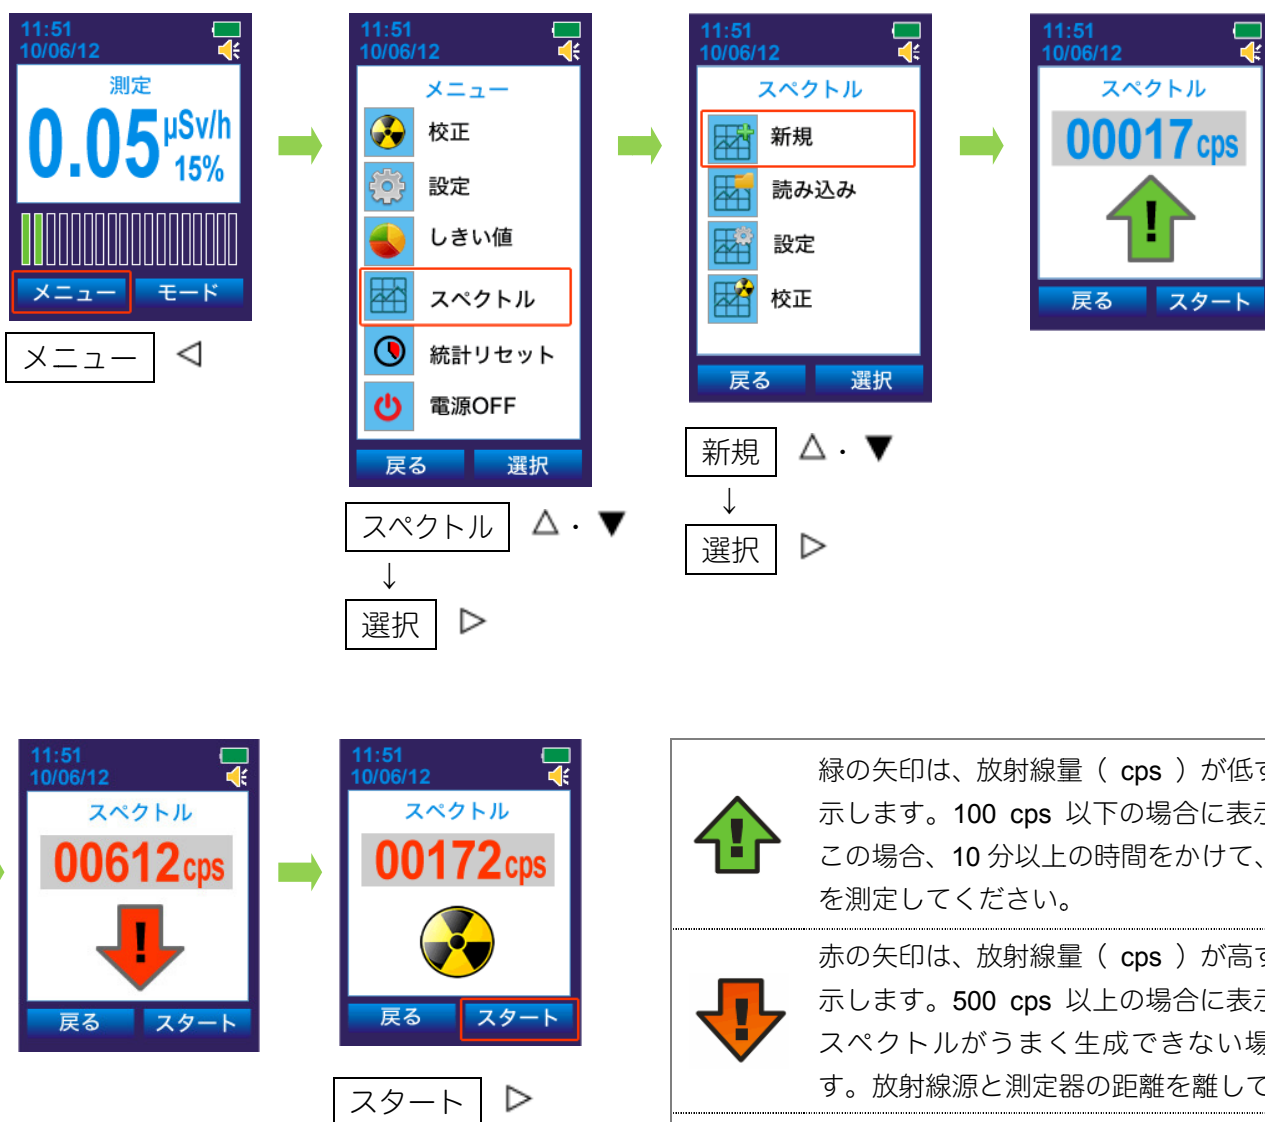 11:51
10/06/12
測定
0.05 µSv/h
15%
メニュー モード
メニュー ◁
11:51
10/06/12
メニュー
校正
設定
しきい値
スペクトル
統計リセット
電源OFF
戻る 選択
スペクトル △・▼
↓
選択 ▷
11:51
10/06/12
スペクトル
新規
読み込み
設定
校正
戻る 選択
新規 △・▼
↓
選択 ▷
11:51
10/06/12
スペクトル
00017 cps
!
戻る スタート
11:51
10/06/12
スペクトル
00612 cps
!
戻る スタート
11:51
10/06/12
スペクトル
00172 cps
戻る スタート
スタート ▷
!
緑の矢印は、放射線量（ cps ）が低す
示します。100 cps 以下の場合に表示
この場合、10 分以上の時間をかけて、
を測定してください。
!
赤の矢印は、放射線量（ cps ）が高す
示します。500 cps 以上の場合に表示
スペクトルがうまく生成できない場
す。放射線源と測定器の距離を離して